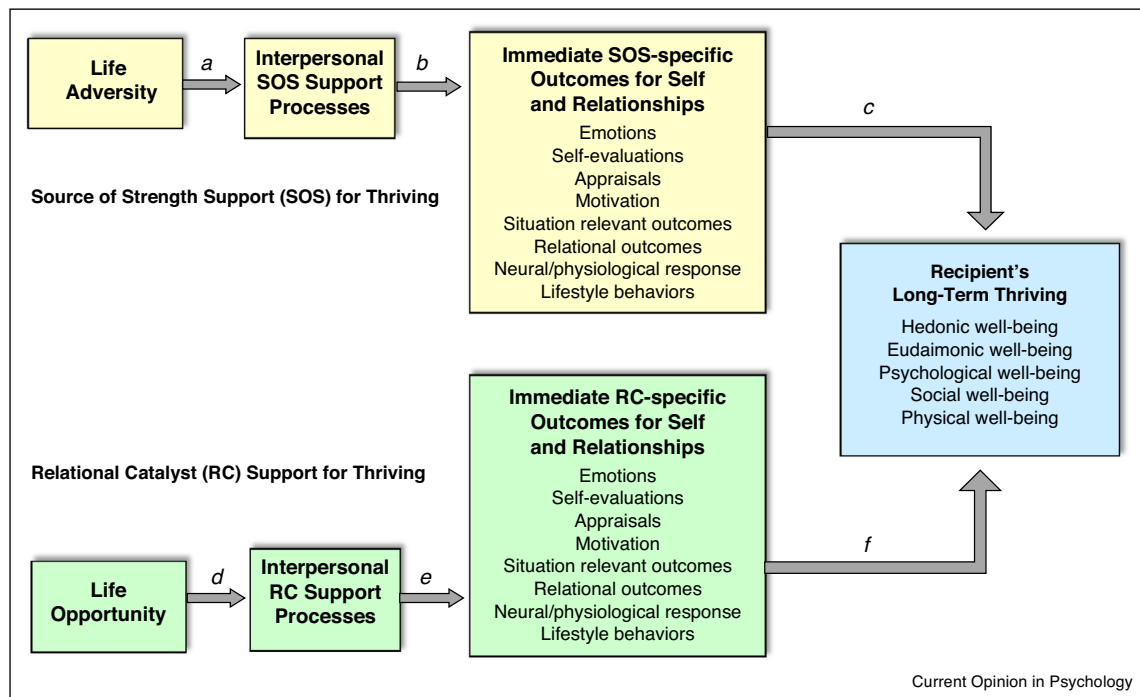 Life
Adversity
a
Interpersonal
SOS Support
Processes
b
Immediate SOS-specific
Outcomes for Self
and Relationships
Emotions
Self-evaluations
Appraisals
Motivation
Situation relevant outcomes
Relational outcomes
Neural/physiological response
Lifestyle behaviors
c
Source of Strength Support (SOS) for Thriving
Recipient's
Long-Term Thriving
Hedonic well-being
Eudaimonic well-being
Psychological well-being
Social well-being
Physical well-being
Relational Catalyst (RC) Support for Thriving
Life
Opportunity
d
Interpersonal
RC Support
Processes
e
Immediate RC-specific
Outcomes for Self
and Relationships
Emotions
Self-evaluations
Appraisals
Motivation
Situation relevant outcomes
Relational outcomes
Neural/physiological response
Lifestyle behaviors
f
Current Opinion in Psychology